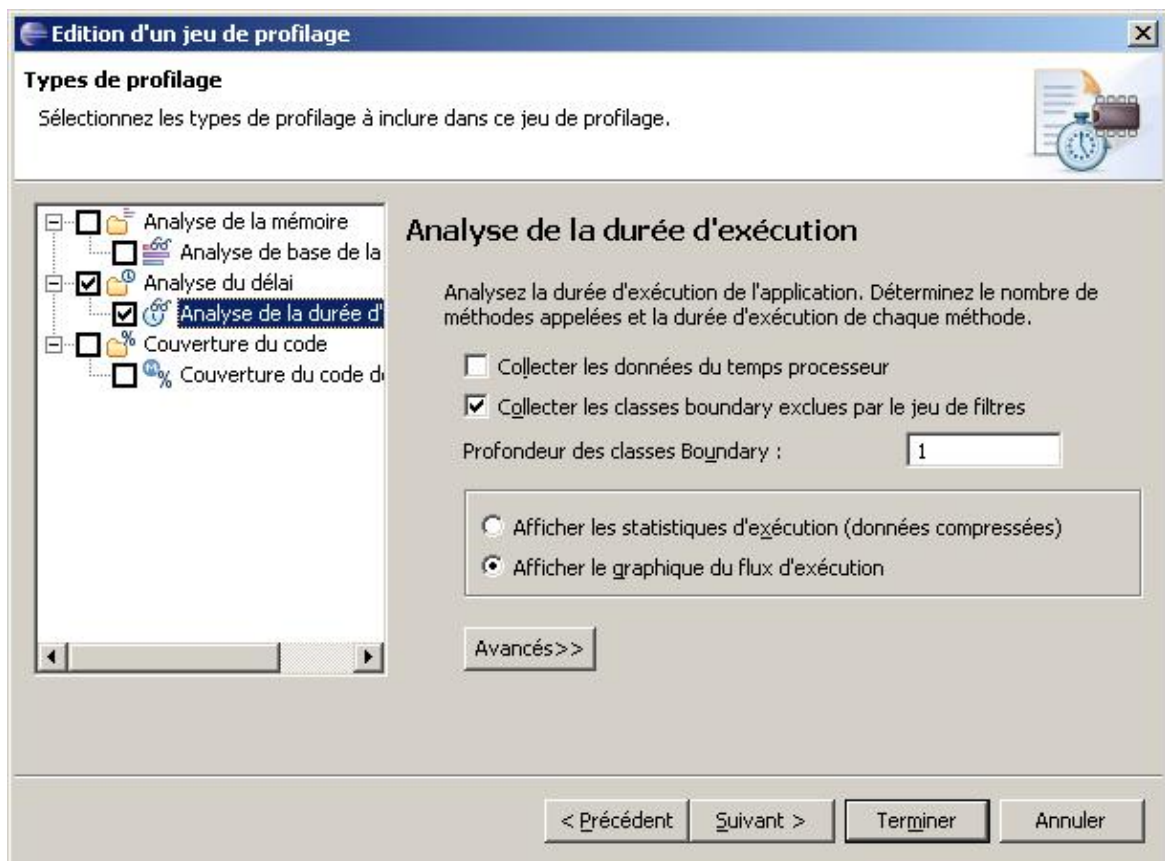 Edition d'un jeu de profilage
Types de profilage
Sélectionnez les types de profilage à inclure dans ce jeu de profilage.
Analyse de la mémoire
Analyse de base de la
Analyse du délai
Analyse de la durée d'
Couverture du code
Couverture du code d
Analyse de la durée d'exécution
Analysez la durée d'exécution de l'application. Déterminez le nombre de
méthodes appelées et la durée d'exécution de chaque méthode.
Collecter les données du temps processeur
Collecter les classes boundary exclues par le jeu de filtres
Profondeur des classes Boundary :
1
Afficher les statistiques d'exécution (données compressées)
Afficher le graphique du flux d'exécution
Avancés>>
< Précédent
Suivant >
Terminer
Annuler